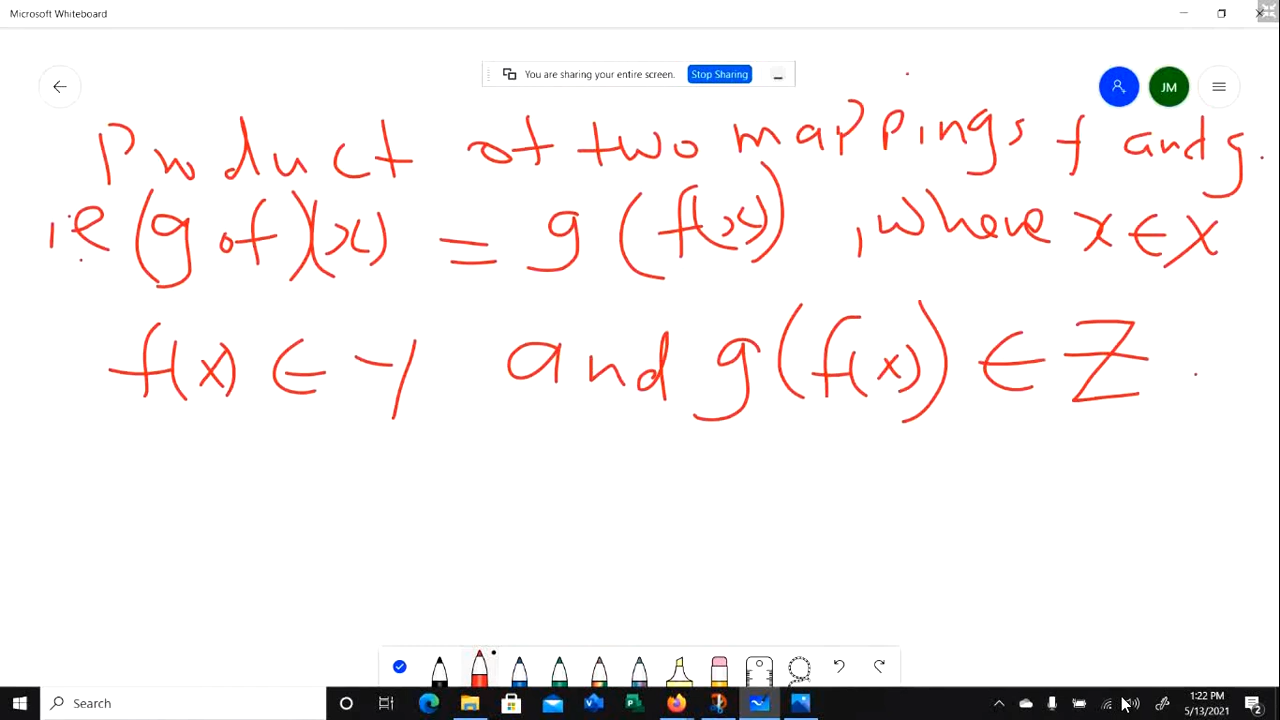 Microsoft Whiteboard
You are sharing your entire screen. Stop Sharing
JM
Product of two mappings f and g.
i.e (g o f)(x) = g(f(x)), where x ∈ X
f(x) ∈ Y and g(f(x)) ∈ Z.
Search
1:22 PM
5/13/2021
2